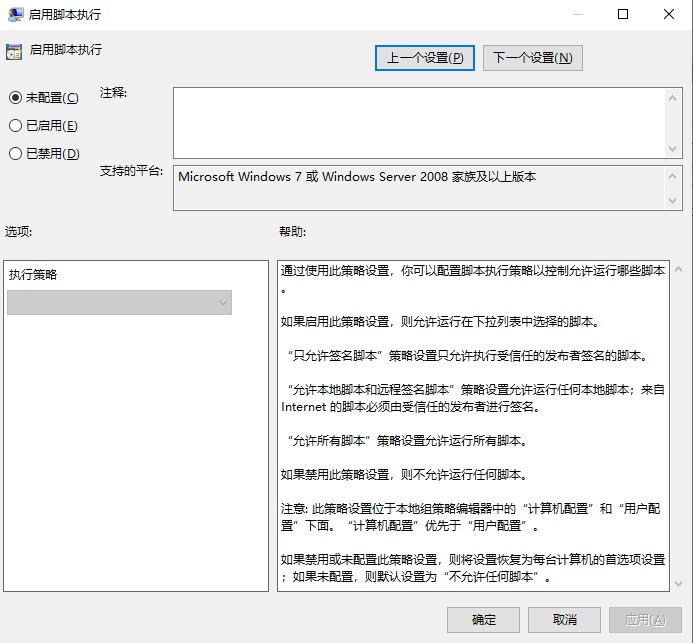 启用脚本执行
启用脚本执行
上一个设置(P)
下一个设置(N)
未配置(C)
已启用(E)
已禁用(D)
注释:
支持的平台:
Microsoft Windows 7 或 Windows Server 2008 家族及以上版本
选项:
帮助:
执行策略
通过使用此策略设置，你可以配置脚本执行策略以控制允许运行哪些脚本
。
如果启用此策略设置，则允许运行在下拉列表中选择的脚本。
“只允许签名脚本”策略设置只允许执行受信任的发布者签名的脚本。
“允许本地脚本和远程签名脚本”策略设置允许运行任何本地脚本；来自
Internet 的脚本必须由受信任的发布者进行签名。
“允许所有脚本”策略设置允许运行所有脚本。
如果禁用此策略设置，则不允许运行任何脚本。
注意: 此策略设置位于本地组策略编辑器中的“计算机配置”和“用户配
置”下面。“计算机配置”优先于“用户配置”。
如果禁用或未配置此策略设置，则将设置恢复为每台计算机的首选项设置
；如果未配置，则默认设置为“不允许任何脚本”。
确定
取消
应用(A)